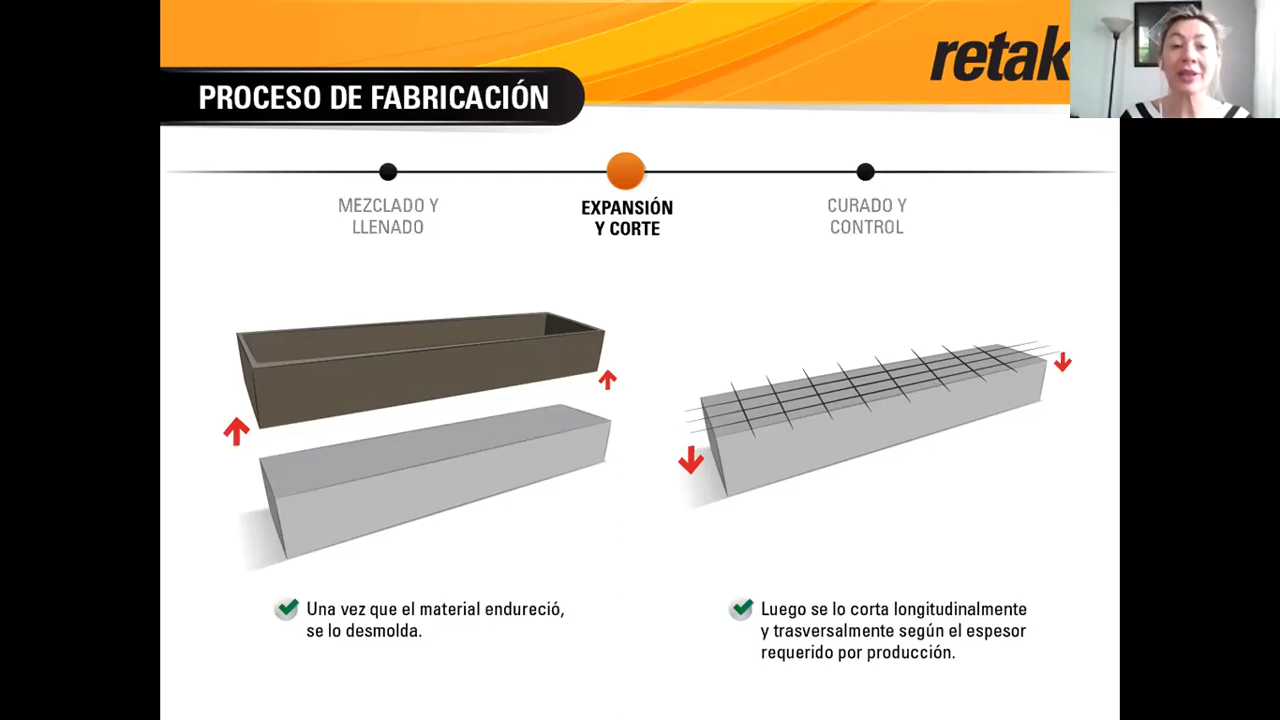 retak
PROCESO DE FABRICACIÓN
MEZCLADO Y
LLENADO
EXPANSIÓN
Y CORTE
CURADO Y
CONTROL
Una vez que el material endureció,
se lo desmolda.
Luego se lo corta longitudinalmente
y trasversalmente según el espesor
requerido por producción.